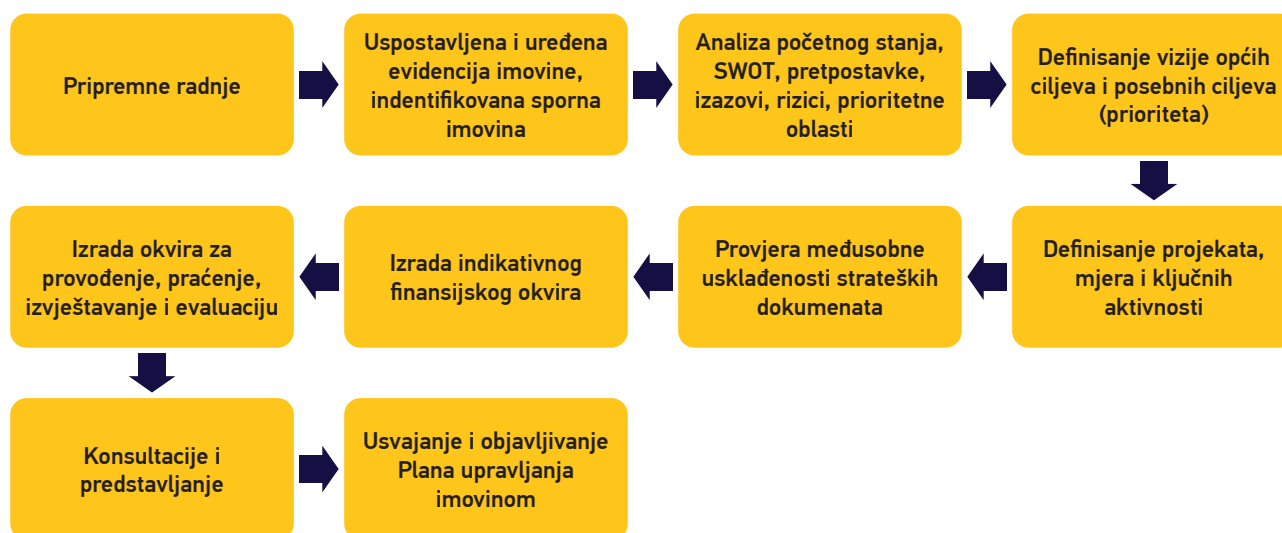 Pripremne radnje
Uspostavljena i uređena
evidencija imovine,
indentifikovana sporna
imovina
Analiza početnog stanja,
SWOT, pretpostavke,
izazovi, rizici, prioritetne
oblasti
Definisanje vizije općih
ciljeva i posebnih ciljeva
(prioriteta)
Definisanje projekata,
mjera i ključnih
aktivnosti
Provjera međusobne
usklađenosti strateških
dokumenata
Izrada indikativnog
finansijskog okvira
Izrada okvira za
provođenje, praćenje,
izvještavanje i evaluaciju
Konsultacije i
predstavljanje
Usvajanje i objavljivanje
Plana upravljanja
imovinom